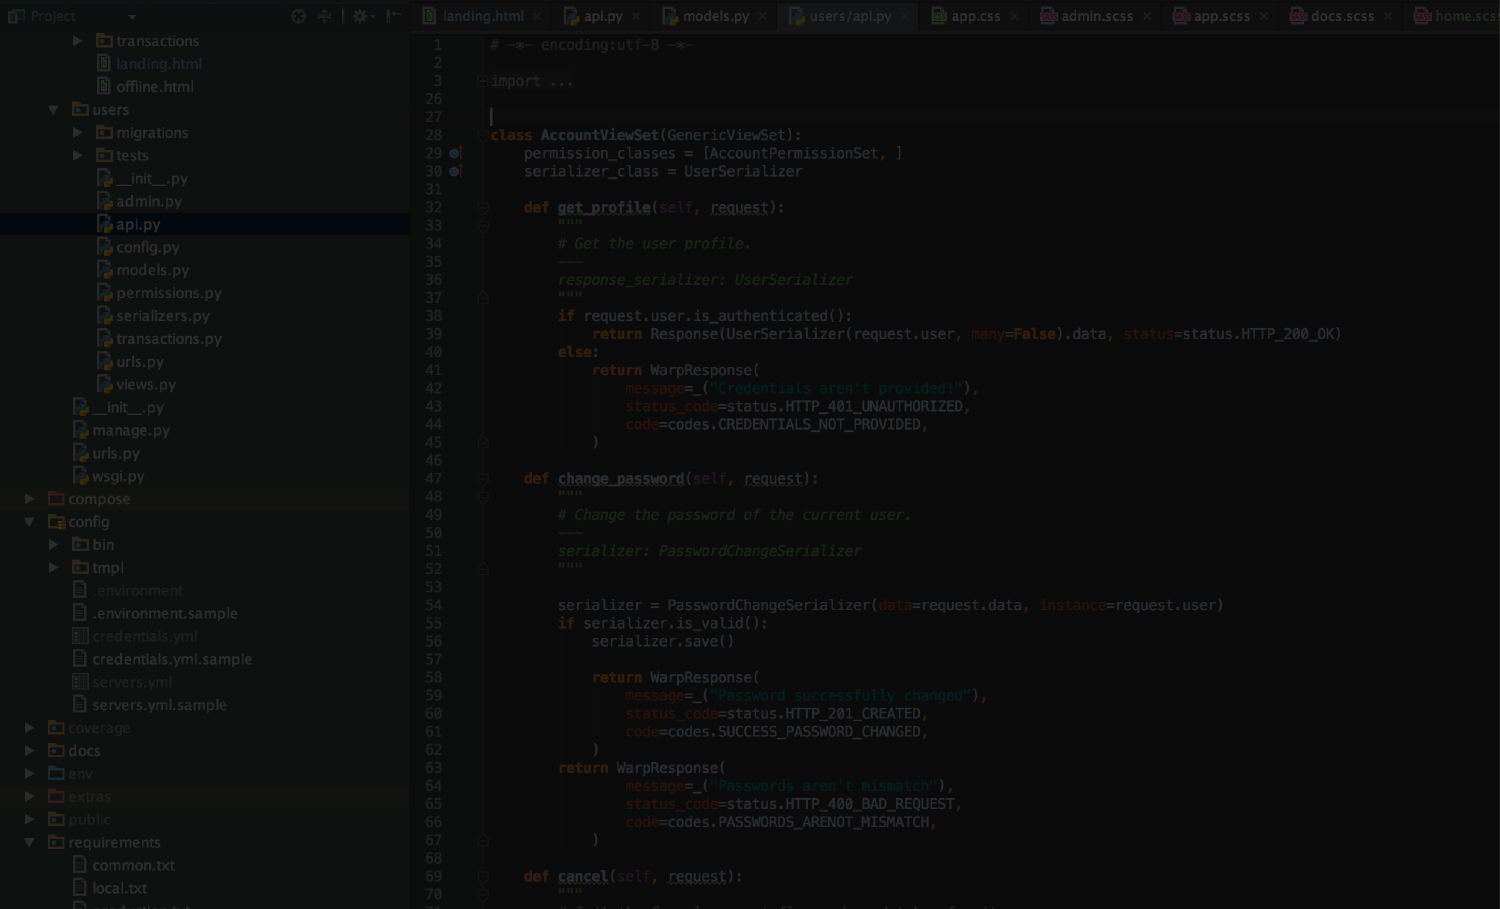 Project
transactions
landing.html
offline.html
users
migrations
tests
__init__.py
admin.py
api.py
config.py
models.py
permissions.py
serializers.py
transactions.py
urls.py
views.py
__init__.py
manage.py
urls.py
wsgi.py
compose
config
bin
tmpl
.environment
.environment.sample
credentials.yml
credentials.yml.sample
servers.yml
servers.yml.sample
coverage
docs
env
extras
public
requirements
common.txt
local.txt
production.txt
landing.html api.py models.py users/api.py app.css admin.scss app.scss docs.scss home.scs
1 # -*- encoding:utf-8 -*-
2
3 import ...
26
27
28 class AccountViewSet(GenericViewSet):
29 permission_classes = [AccountPermissionSet, ]
30 serializer_class = UserSerializer
31
32 def get_profile(self, request):
33 """
34 # Get the user profile.
35 ---
36 response_serializer: UserSerializer
37 """
38 if request.user.is_authenticated():
39 return Response(UserSerializer(request.user, many=False).data, status=status.HTTP_200_OK)
40 else:
41 return WarpResponse(
42 message=_("Credentials aren't provided!"),
43 status_code=status.HTTP_401_UNAUTHORIZED,
44 code=codes.CREDENTIALS_NOT_PROVIDED,
45 )
46
47 def change_password(self, request):
48 """
49 # Change the password of the current user.
50 ---
51 serializer: PasswordChangeSerializer
52 """
53
54 serializer = PasswordChangeSerializer(data=request.data, instance=request.user)
55 if serializer.is_valid():
56 serializer.save()
57
58 return WarpResponse(
59 message=_("Password successfully changed"),
60 status_code=status.HTTP_201_CREATED,
61 code=codes.SUCCESS_PASSWORD_CHANGED,
62 )
63 return WarpResponse(
64 message=_("Passwords aren't mismatch"),
65 status_code=status.HTTP_400_BAD_REQUEST,
66 code=codes.PASSWORDS_ARENOT_MISMATCH,
67 )
68
69 def cancel(self, request):
70 """